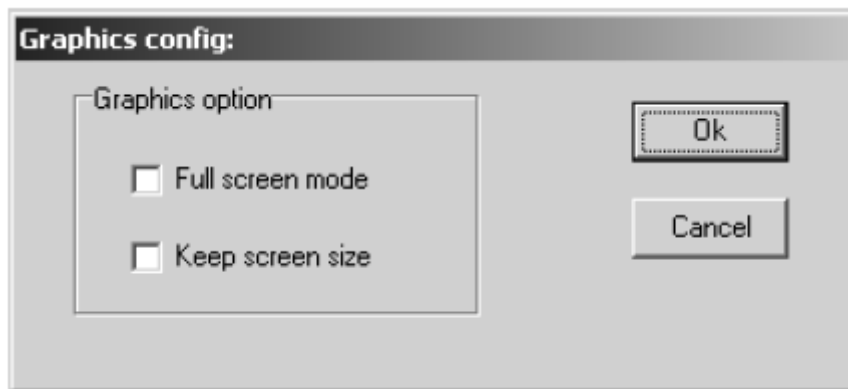 Graphics config:
Graphics option
Full screen mode
Keep screen size
Ok
Cancel